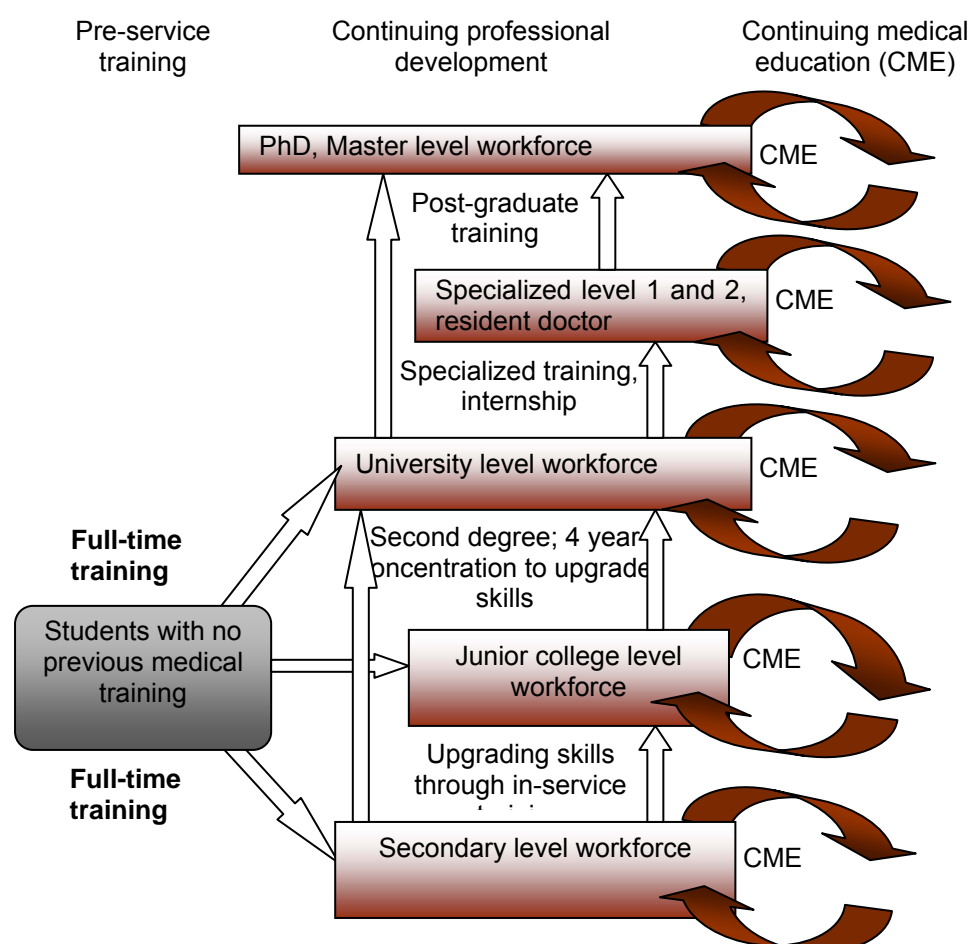 Pre-service
training
Continuing professional
development
Continuing medical
education (CME)
PhD, Master level workforce
CME
Post-graduate
training
Specialized level 1 and 2,
resident doctor
CME
Specialized training,
internship
University level workforce
CME
Full-time
training
Second degree; 4 year
concentration to upgrade
skills
Students with no
previous medical
training
Junior college level
workforce
CME
Full-time
training
Upgrading skills
through in-service
Secondary level workforce
CME